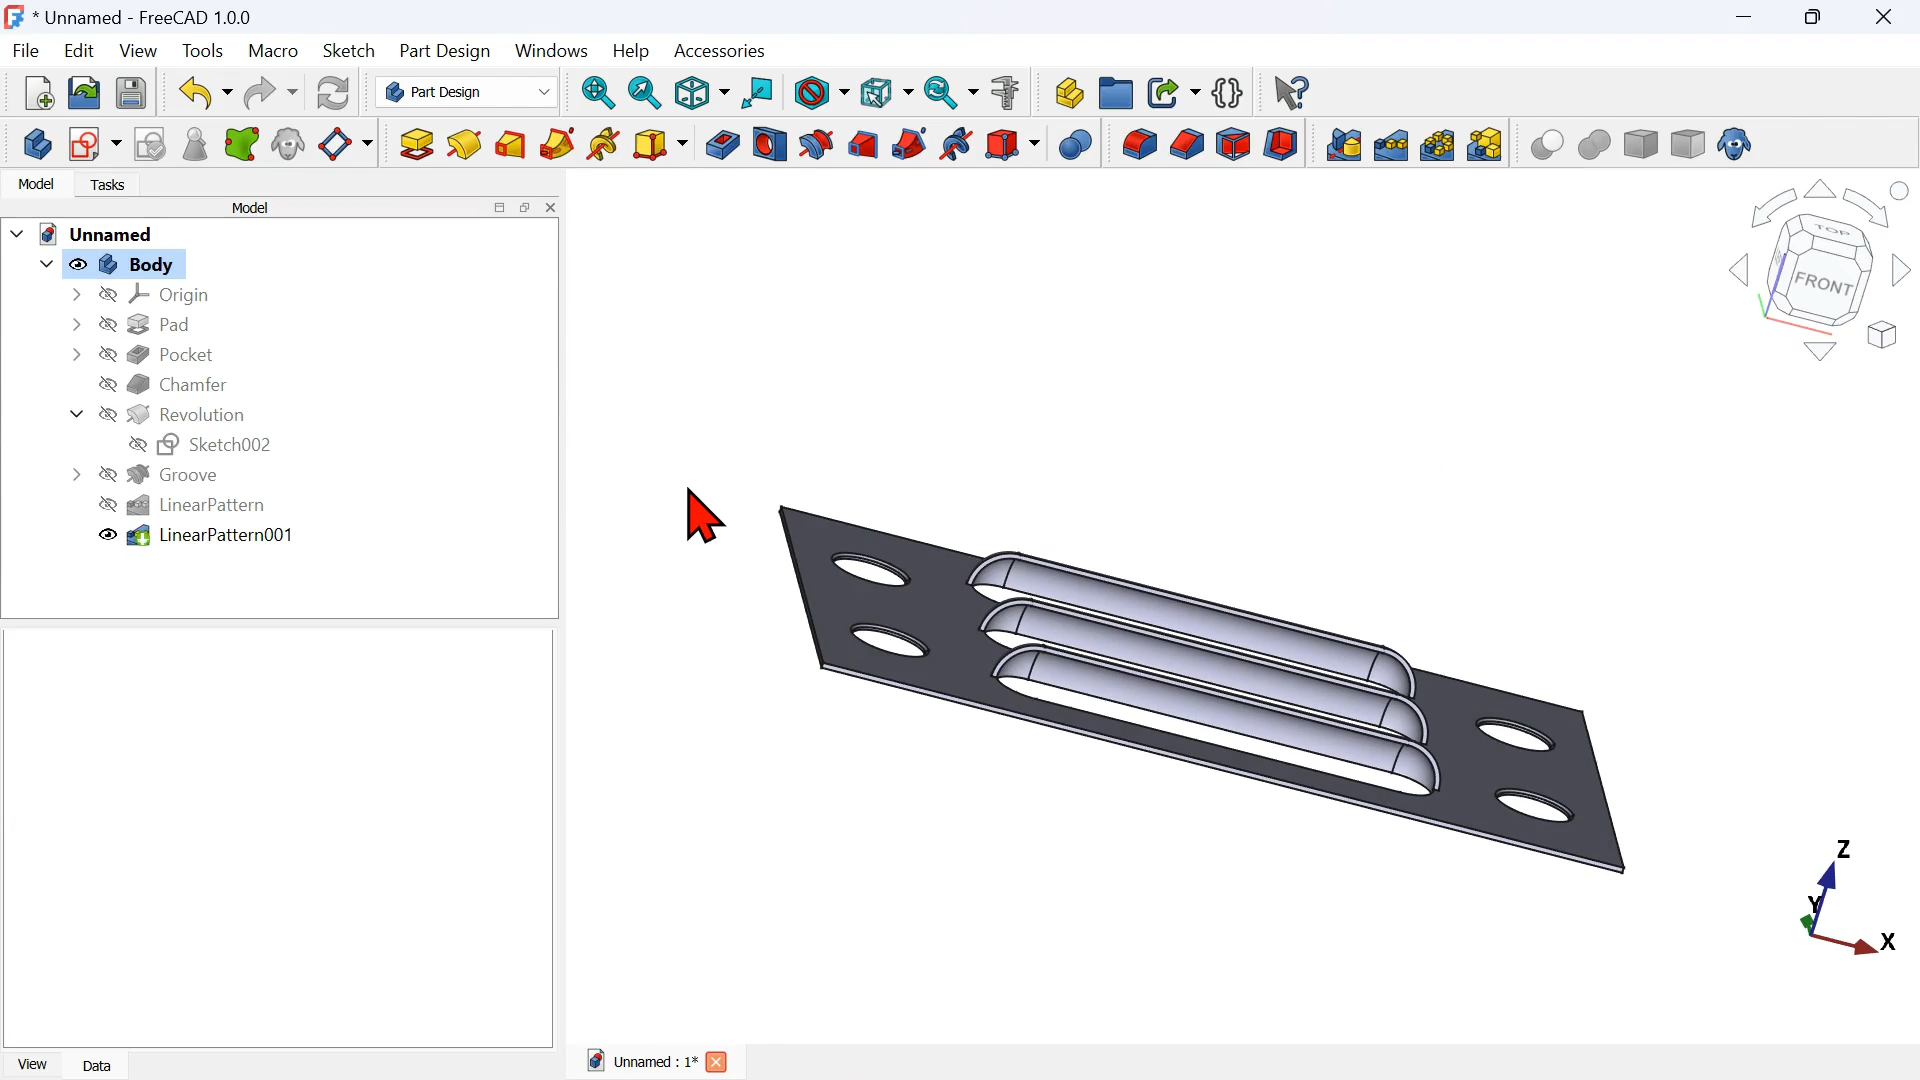 * Unnamed - FreeCAD 1.0.0
File Edit View Tools Macro Sketch Part Design Windows Help Accessories
Part Design
Model Tasks
Model
Unnamed
Body
Origin
Pad
Pocket
Chamfer
Revolution
Sketch002
Groove
LinearPattern
LinearPattern001
TOP
FRONT
Z
Y
X
View Data
Unnamed : 1*